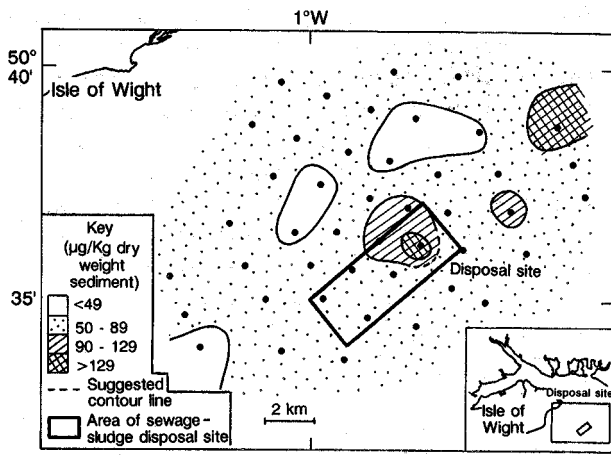 1°W
50°
40'
Isle of Wight
35'
Disposal site
Key
(µg/Kg dry
weight
sediment)
<49
50 - 89
90 - 129
>129
Suggested
contour line
Area of sewage-
sludge disposal site
2 km
Disposal site
Isle of
Wight